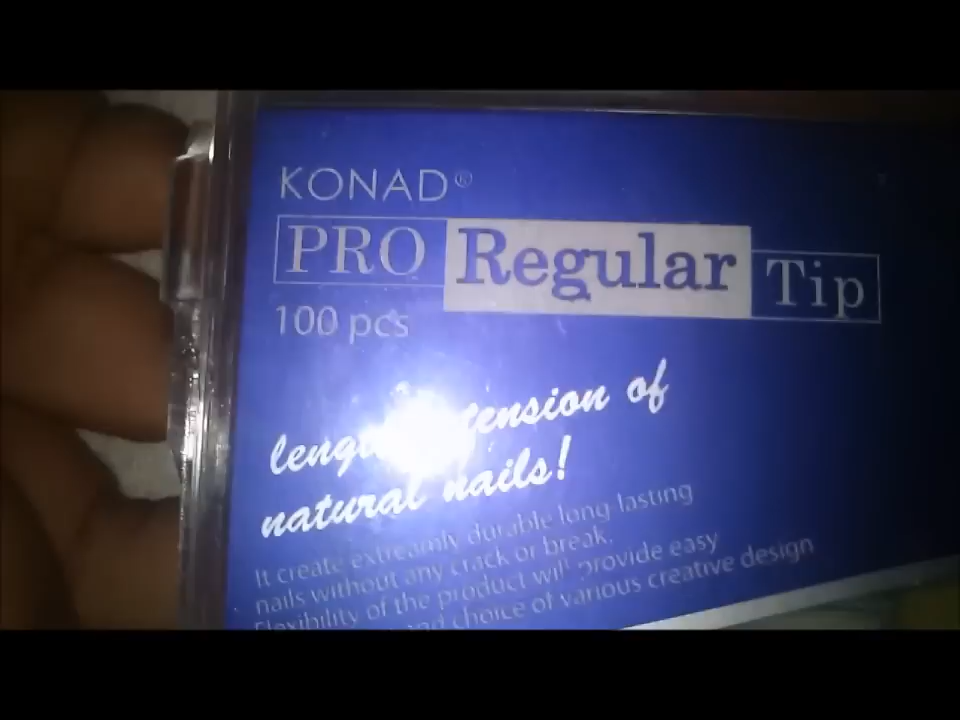 KONAD®
PRO Regular Tip
100 pcs
of
natural nails!
It create extreamly durable long-lasting
nails without any crack or break.
Flexibility of the product will provide easy
and choice of various creative design